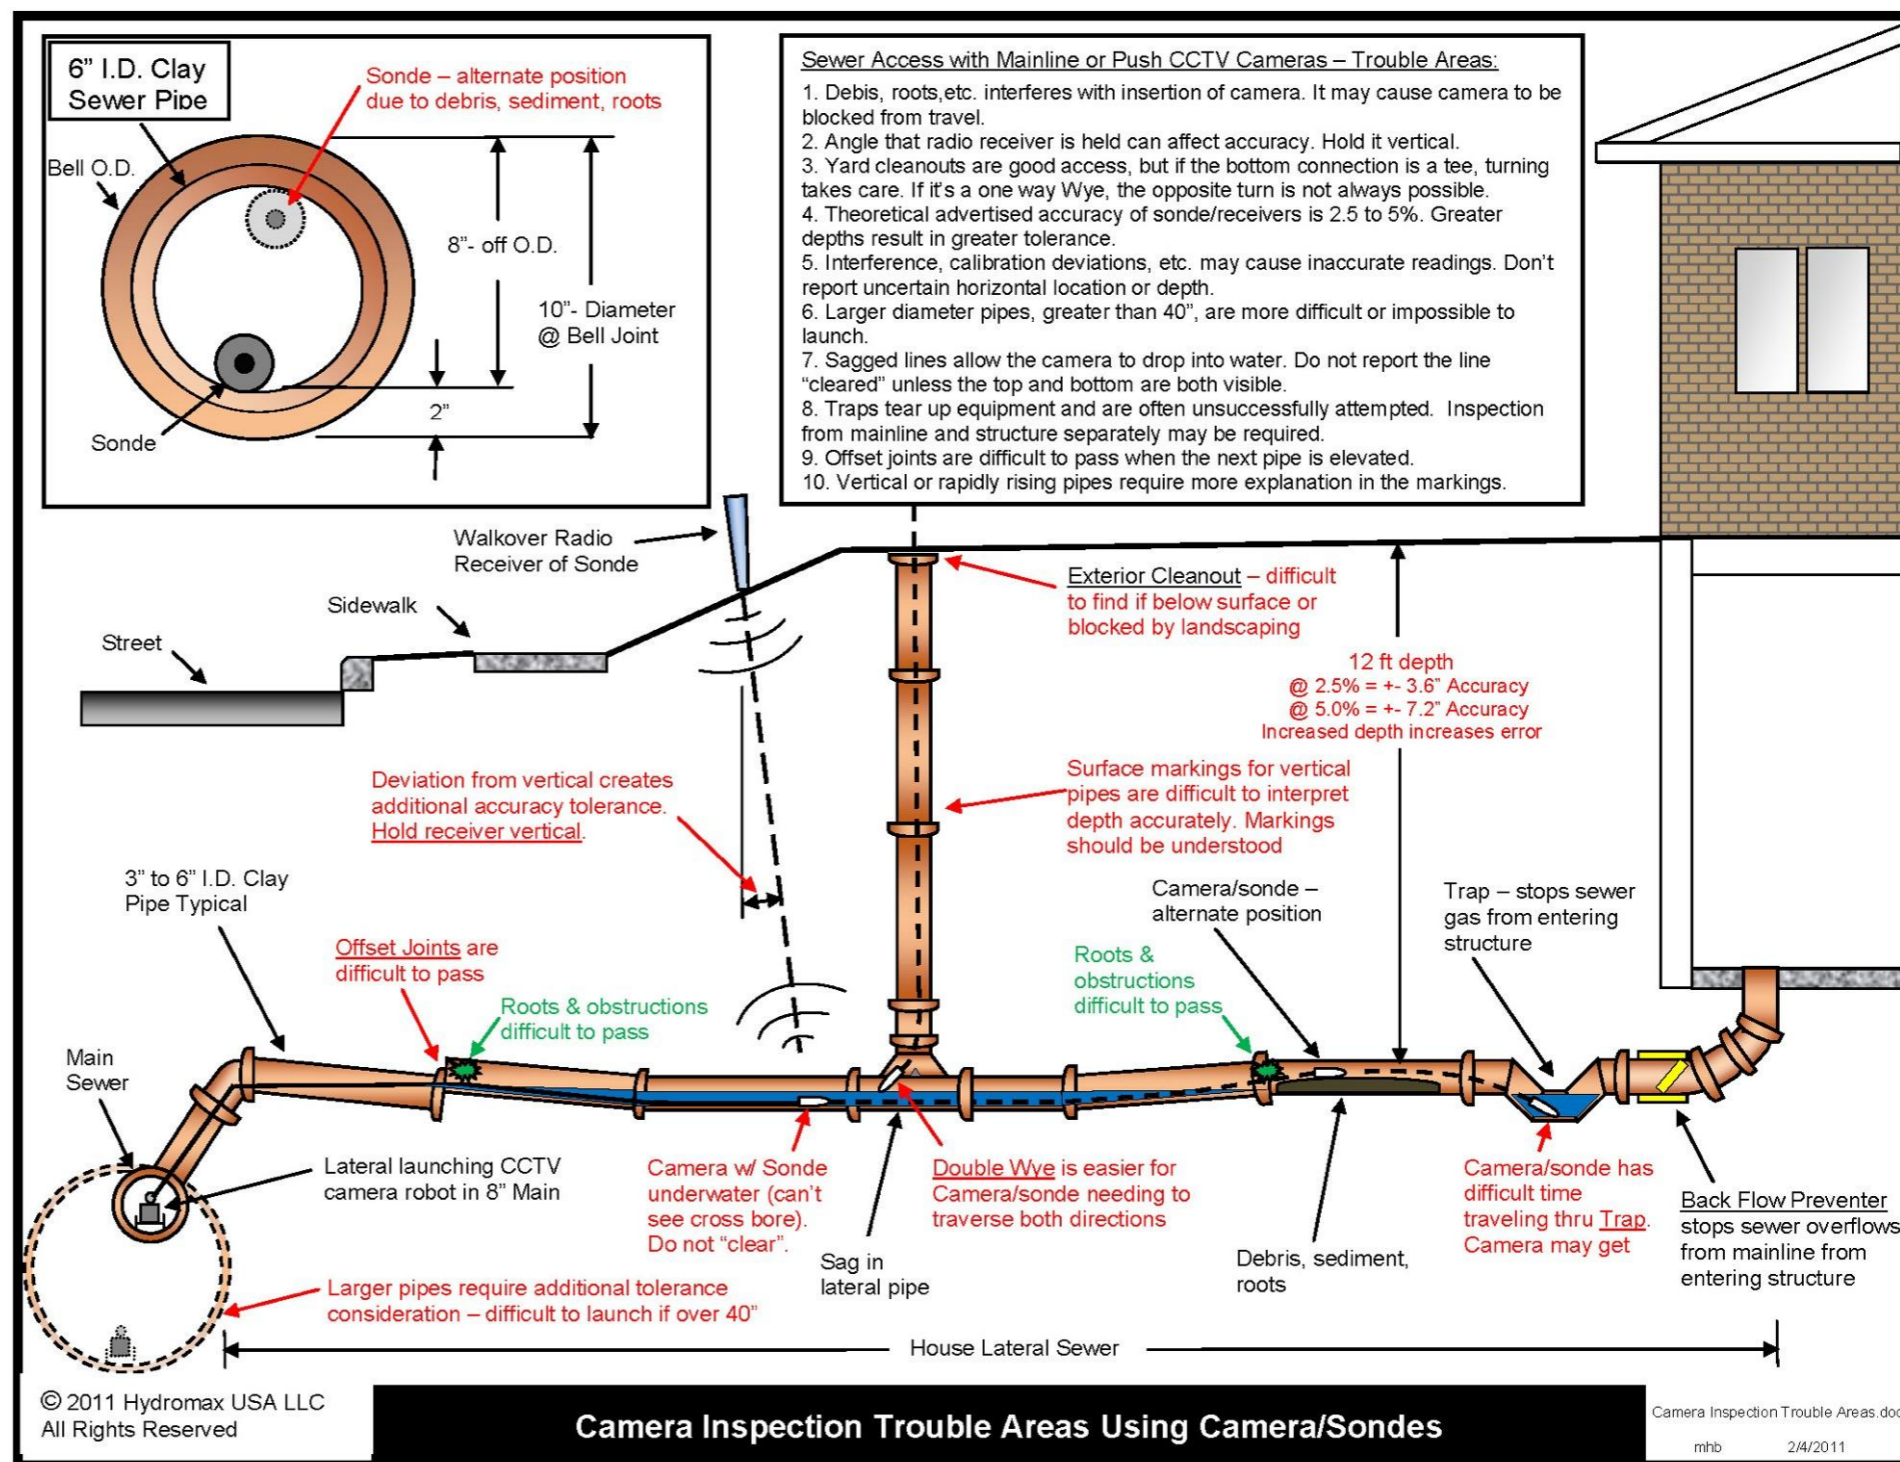 6” I.D. Clay
Sewer Pipe
Sonde – alternate position
due to debris, sediment, roots
Bell O.D.
8”- off O.D.
10”- Diameter
@ Bell Joint
2”
Sonde
Sewer Access with Mainline or Push CCTV Cameras – Trouble Areas:
1. Debis, roots,etc. interferes with insertion of camera. It may cause camera to be
blocked from travel.
2. Angle that radio receiver is held can affect accuracy. Hold it vertical.
3. Yard cleanouts are good access, but if the bottom connection is a tee, turning
takes care. If it’s a one way Wye, the opposite turn is not always possible.
4. Theoretical advertised accuracy of sonde/receivers is 2.5 to 5%. Greater
depths result in greater tolerance.
5. Interference, calibration deviations, etc. may cause inaccurate readings. Don’t
report uncertain horizontal location or depth.
6. Larger diameter pipes, greater than 40”, are more difficult or impossible to
launch.
7. Sagged lines allow the camera to drop into water. Do not report the line
“cleared” unless the top and bottom are both visible.
8. Traps tear up equipment and are often unsuccessfully attempted. Inspection
from mainline and structure separately may be required.
9. Offset joints are difficult to pass when the next pipe is elevated.
10. Vertical or rapidly rising pipes require more explanation in the markings.
Walkover Radio
Receiver of Sonde
Sidewalk
Street
Exterior Cleanout – difficult
to find if below surface or
blocked by landscaping
12 ft depth
@ 2.5% = +- 3.6” Accuracy
@ 5.0% = +- 7.2” Accuracy
Increased depth increases error
Deviation from vertical creates
additional accuracy tolerance.
Hold receiver vertical.
Surface markings for vertical
pipes are difficult to interpret
depth accurately. Markings
should be understood
3” to 6” I.D. Clay
Pipe Typical
Camera/sonde –
alternate position
Trap – stops sewer
gas from entering
structure
Offset Joints are
difficult to pass
Roots & obstructions
difficult to pass
Roots &
obstructions
difficult to pass
Main
Sewer
Lateral launching CCTV
camera robot in 8” Main
Camera w/ Sonde
underwater (can’t
see cross bore).
Do not “clear”.
Sag in
lateral pipe
Double Wye is easier for
Camera/sonde needing to
traverse both directions
Debris, sediment,
roots
Camera/sonde has
difficult time
traveling thru Trap.
Camera may get
Back Flow Preventer
stops sewer overflows
from mainline from
entering structure
Larger pipes require additional tolerance
consideration – difficult to launch if over 40”
House Lateral Sewer
© 2011 Hydromax USA LLC
All Rights Reserved
Camera Inspection Trouble Areas Using Camera/Sondes
Camera Inspection Trouble Areas.doc
mhb 2/4/2011